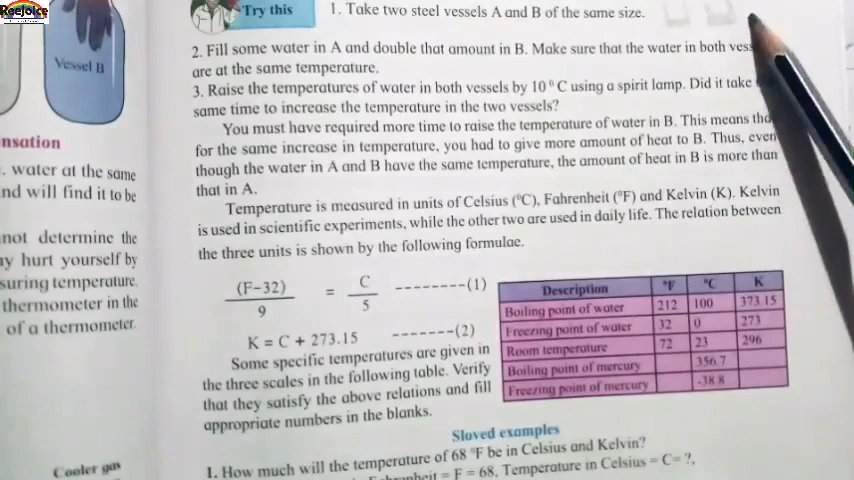 Raejoice
Vessel B
nsation
. water at the same
nd will find it to be
not determine the
ay hurt yourself by
suring temperature.
thermometer in the
of a thermometer.
Cooler gas
Try this
1. Take two steel vessels A and B of the same size.
2. Fill some water in A and double that amount in B. Make sure that the water in both vess
are at the same temperature.
3. Raise the temperatures of water in both vessels by 10 ⁰ C using a spirit lamp. Did it take
same time to increase the temperature in the two vessels?
You must have required more time to raise the temperature of water in B. This means tha
for the same increase in temperature, you had to give more amount of heat to B. Thus, even
though the water in A and B have the same temperature, the amount of heat in B is more than
that in A.
Temperature is measured in units of Celsius (⁰C), Fahrenheit (⁰F) and Kelvin (K). Kelvin
is used in scientific experiments, while the other two are used in daily life. The relation between
the three units is shown by the following formulae.
(F-32)
9
=
C
5
--------(1)
K = C + 273.15 -------(2)
Some specific temperatures are given in
the three scales in the following table. Verify
that they satisfy the above relations and fill
appropriate numbers in the blanks.
Description ⁰F ⁰C K
Boiling point of water 212 100 373.15
Freezing point of water 32 0 273
Room temperature 72 23 296
Boiling point of mercury 356.7
Freezing point of mercury -38.8
Sloved examples
1. How much will the temperature of 68 ⁰F be in Celsius and Kelvin?
= F = 68, Temperature in Celsius = C= ?,